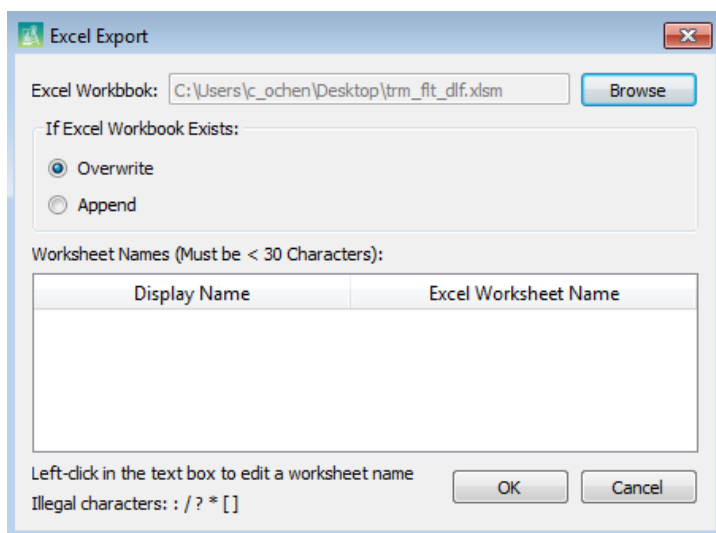 Excel Export
Excel Workbbok: C:\Users\c_ochen\Desktop\trm_flt_dlf.xlsm Browse
If Excel Workbook Exists:
Overwrite
Append
Worksheet Names (Must be < 30 Characters):
Display Name Excel Worksheet Name
Left-click in the text box to edit a worksheet name
OK Cancel
Illegal characters: : / ? * [ ]